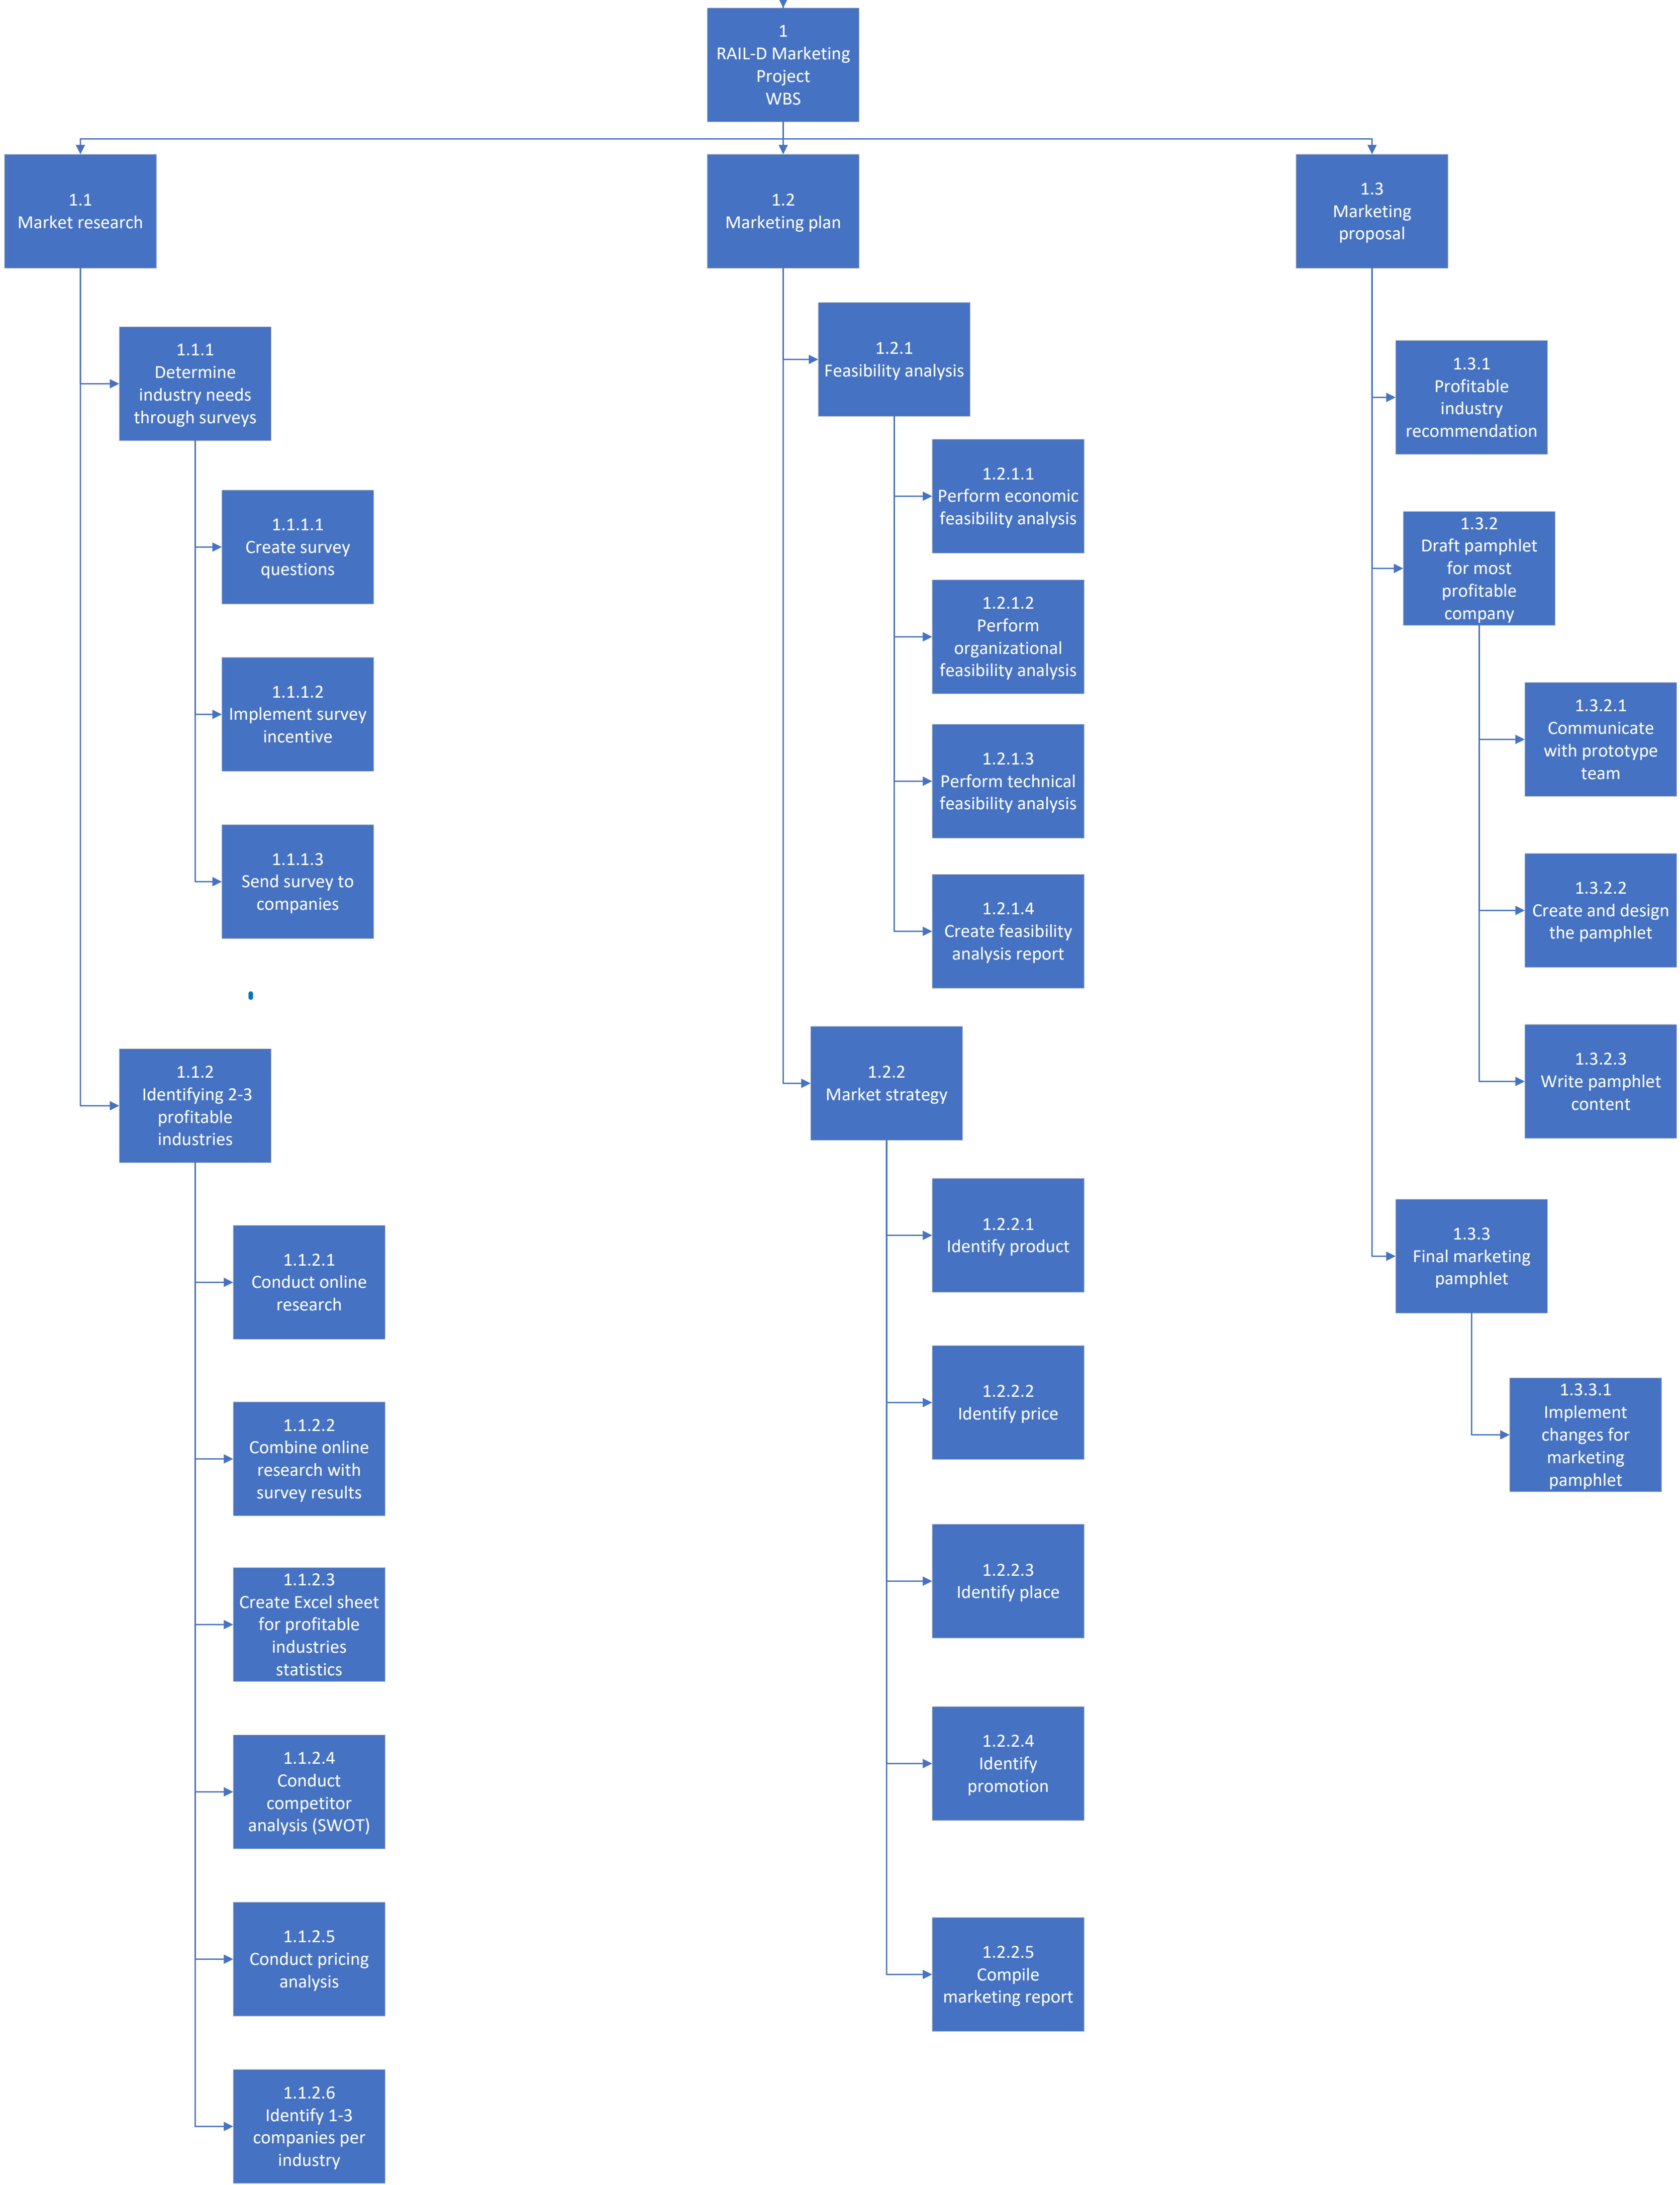 1
RAIL-D Marketing
Project
WBS
1.1
Market research
1.1.1
Determine
industry needs
through surveys
1.1.1.1
Create survey
questions
1.1.1.2
Implement survey
incentive
1.1.1.3
Send survey to
companies
1.1.2
Identifying 2-3
profitable
industries
1.1.2.1
Conduct online
research
1.1.2.2
Combine online
research with
survey results
1.1.2.3
Create Excel sheet
for profitable
industries
statistics
1.1.2.4
Conduct
competitor
analysis (SWOT)
1.1.2.5
Conduct pricing
analysis
1.1.2.6
Identify 1-3
companies per
industry
1.2
Marketing plan
1.2.1
Feasibility analysis
1.2.1.1
Perform economic
feasibility analysis
1.2.1.2
Perform
organizational
feasibility analysis
1.2.1.3
Perform technical
feasibility analysis
1.2.1.4
Create feasibility
analysis report
1.2.2
Market strategy
1.2.2.1
Identify product
1.2.2.2
Identify price
1.2.2.3
Identify place
1.2.2.4
Identify
promotion
1.2.2.5
Compile
marketing report
1.3
Marketing
proposal
1.3.1
Profitable
industry
recommendation
1.3.2
Draft pamphlet
for most
profitable
company
1.3.2.1
Communicate
with prototype
team
1.3.2.2
Create and design
the pamphlet
1.3.2.3
Write pamphlet
content
1.3.3
Final marketing
pamphlet
1.3.3.1
Implement
changes for
marketing
pamphlet